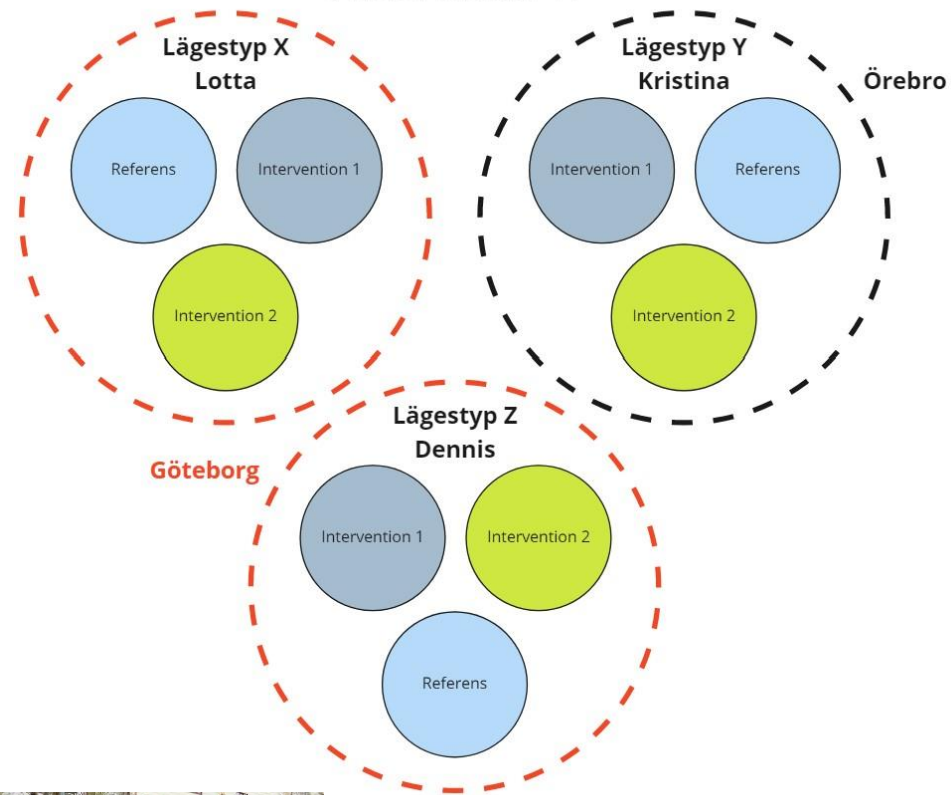 Lägestyp X
Lotta
Referens
Intervention 1
Intervention 2
Lägestyp Y
Kristina
Örebro
Intervention 1
Referens
Intervention 2
Göteborg
Lägestyp Z
Dennis
Intervention 1
Intervention 2
Referens